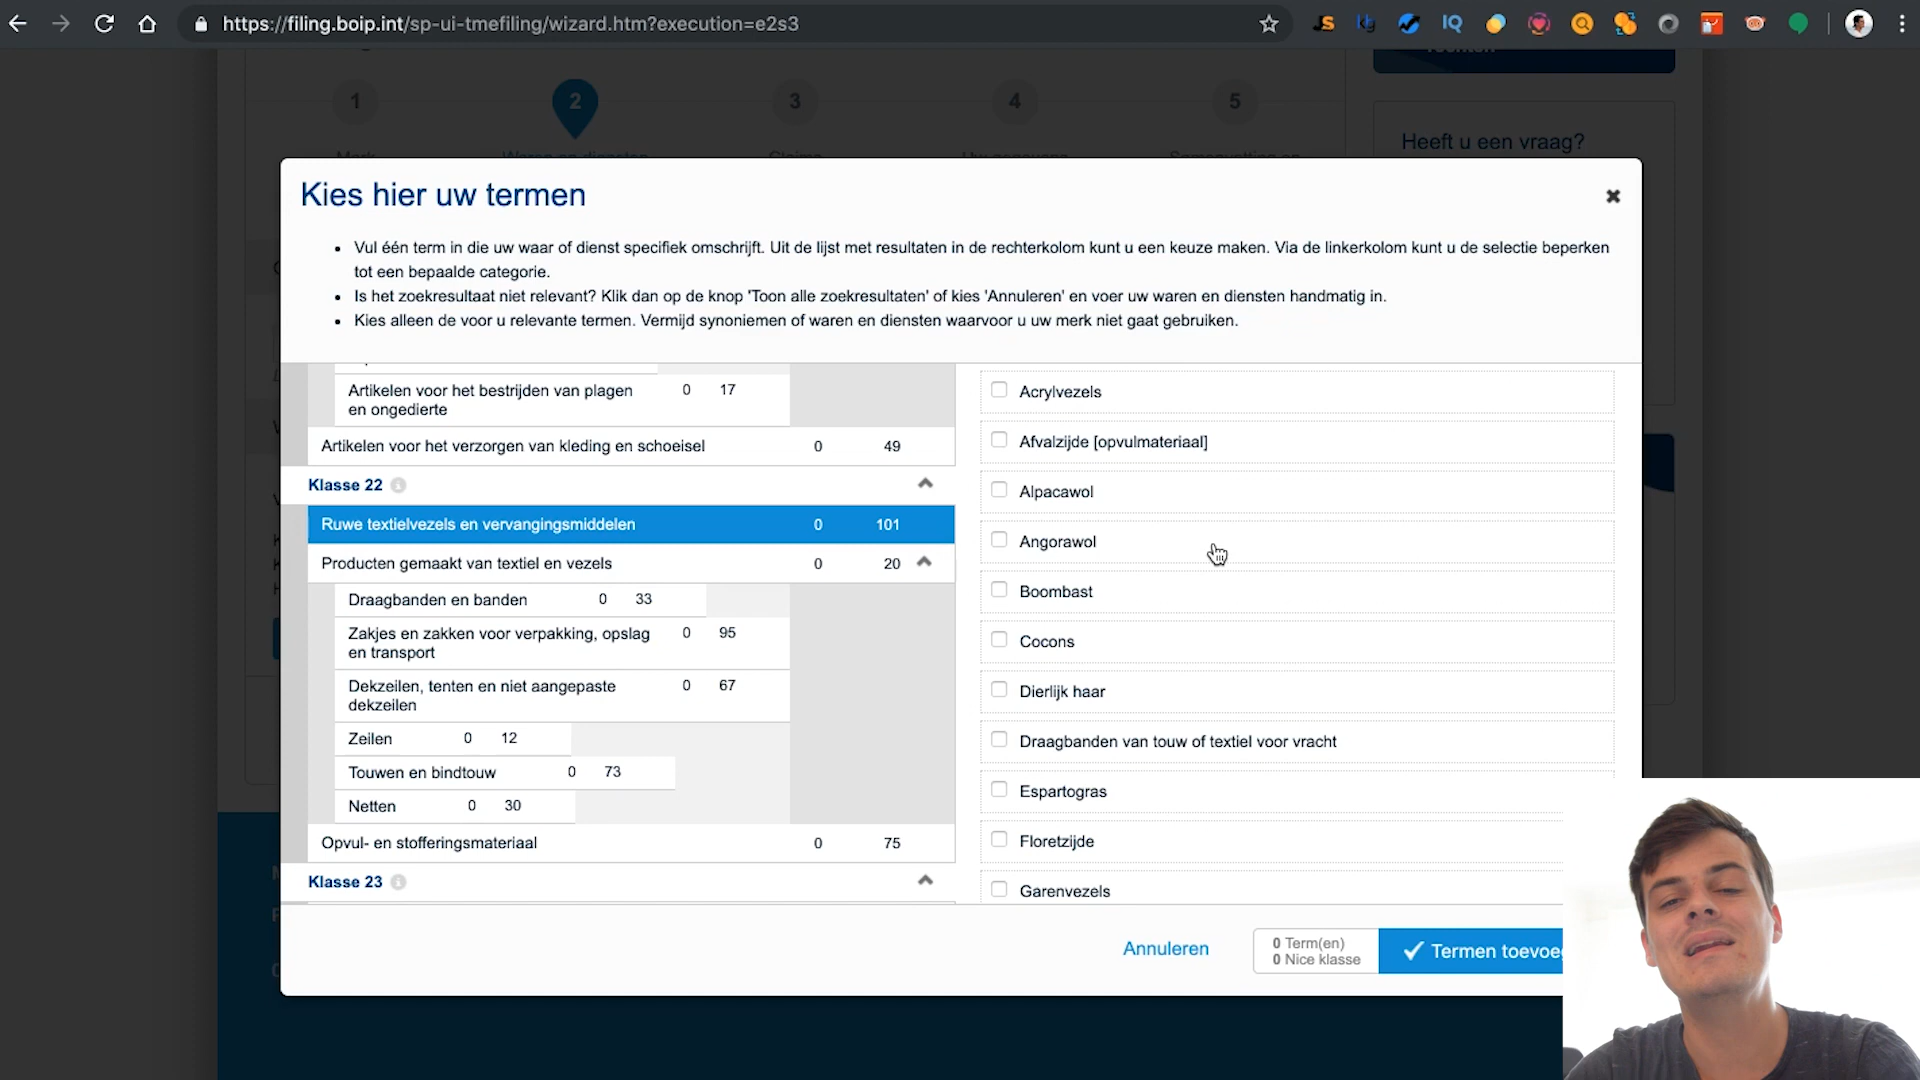 https://filing.boip.int/sp-ui-tmefiling/wizard.htm?execution=e2s3
1
2
3
4
5
Heeft u een vraag?
Kies hier uw termen
Vul één term in die uw waar of dienst specifiek omschrijft. Uit de lijst met resultaten in de rechterkolom kunt u een keuze maken. Via de linkerkolom kunt u de selectie beperken
tot een bepaalde categorie.
Is het zoekresultaat niet relevant? Klik dan op de knop 'Toon alle zoekresultaten' of kies 'Annuleren' en voer uw waren en diensten handmatig in.
Kies alleen de voor u relevante termen. Vermijd synoniemen of waren en diensten waarvoor u uw merk niet gaat gebruiken.
Artikelen voor het bestrijden van plagen 0 17
en ongedierte
Artikelen voor het verzorgen van kleding en schoeisel 0 49
Klasse 22
Ruwe textielvezels en vervangingsmiddelen 0 101
Producten gemaakt van textiel en vezels 0 20
Draagbanden en banden 0 33
Zakjes en zakken voor verpakking, opslag 0 95
en transport
Dekzeilen, tenten en niet aangepaste 0 67
dekzeilen
Zeilen 0 12
Touwen en bindtouw 0 73
Netten 0 30
Opvul- en stofferingsmateriaal 0 75
Klasse 23
Acrylvezels
Afvalzijde [opvulmateriaal]
Alpacawol
Angorawol
Boombast
Cocons
Dierlijk haar
Draagbanden van touw of textiel voor vracht
Espartogras
Floretzijde
Garenvezels
Annuleren
0 Term(en)
0 Nice klasse
Termen toevoe